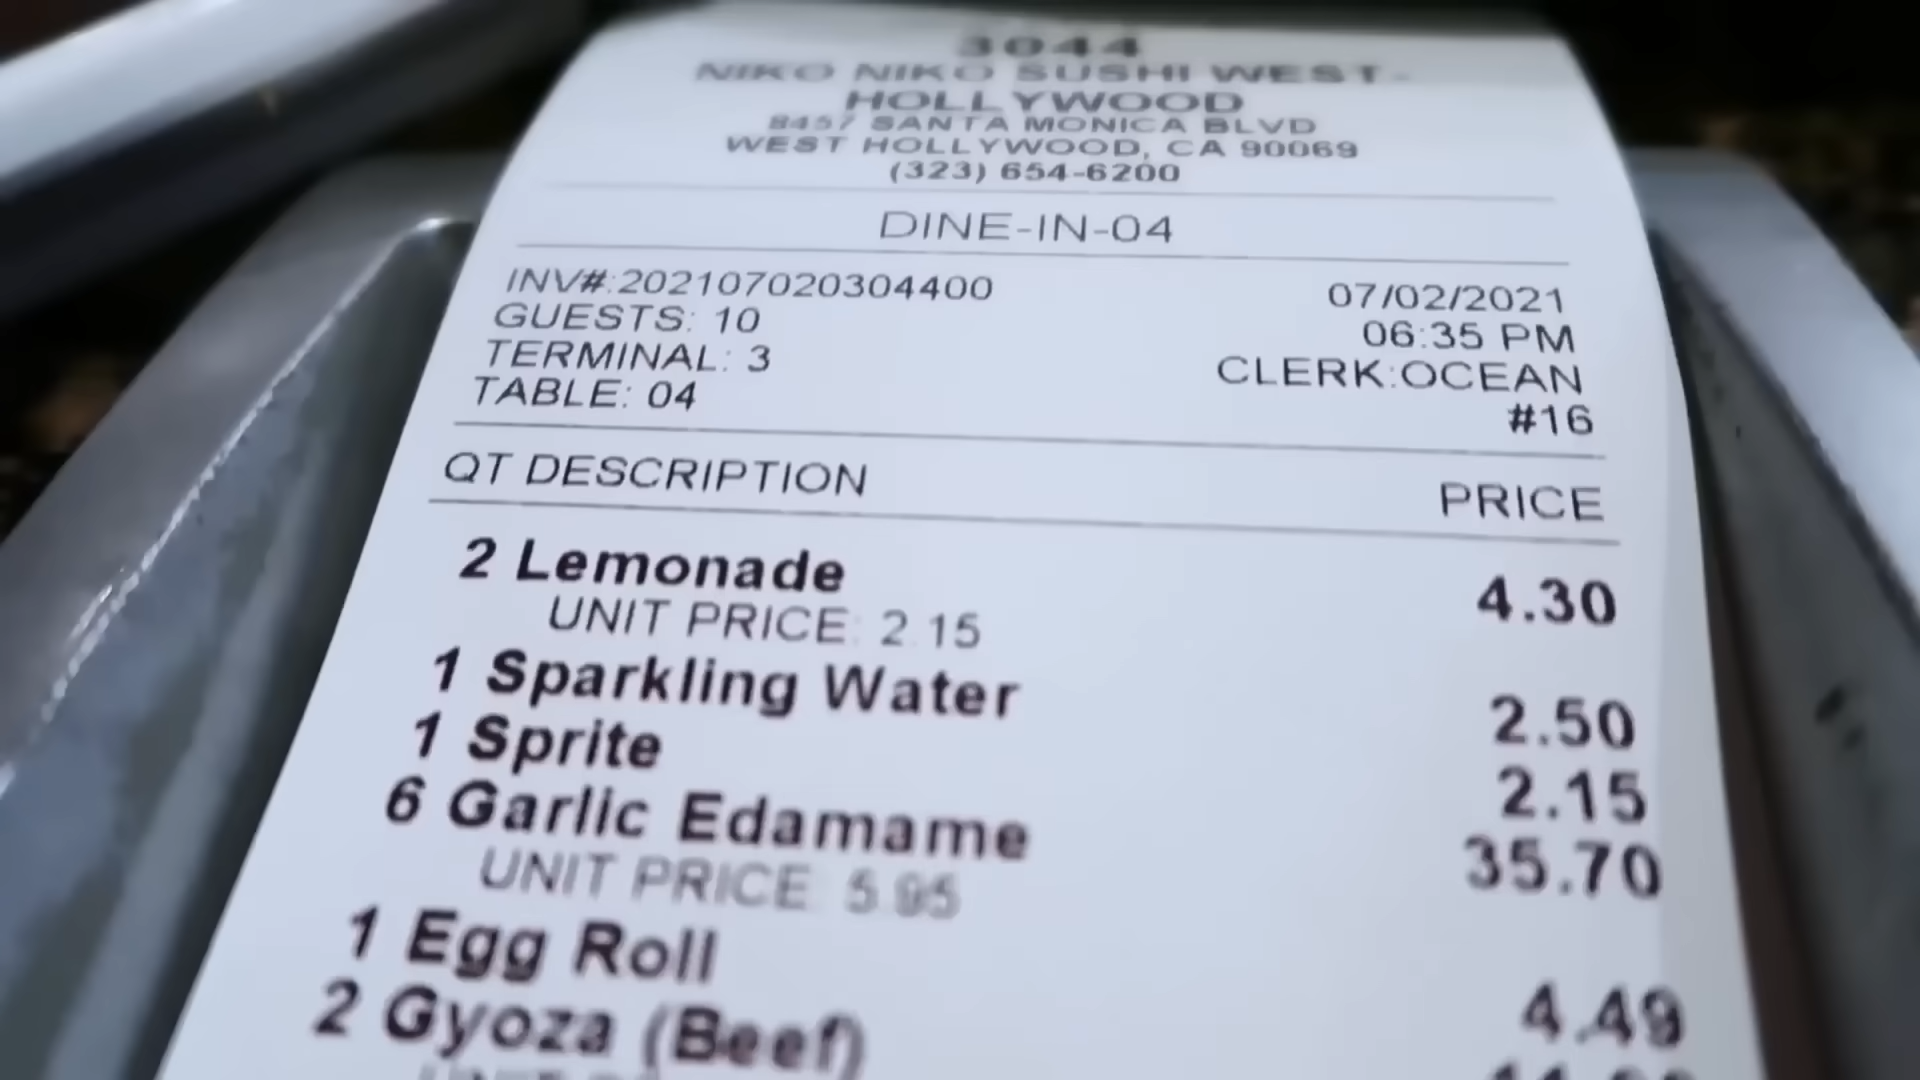 3044
NIKO NIKO SUSHI WEST-
HOLLYWOOD
8457 SANTA MONICA BLVD
WEST HOLLYWOOD, CA 90069
(323) 654-6200
DINE-IN-04
INV#:202107020304400 07/02/2021
GUESTS: 10 06:35 PM
TERMINAL: 3 CLERK:OCEAN
TABLE: 04 #16
QT DESCRIPTION PRICE
2 Lemonade 4.30
UNIT PRICE: 2.15
1 Sparkling Water 2.50
1 Sprite 2.15
6 Garlic Edamame 35.70
UNIT PRICE: 5.95
1 Egg Roll 4.49
2 Gyoza (Beef)